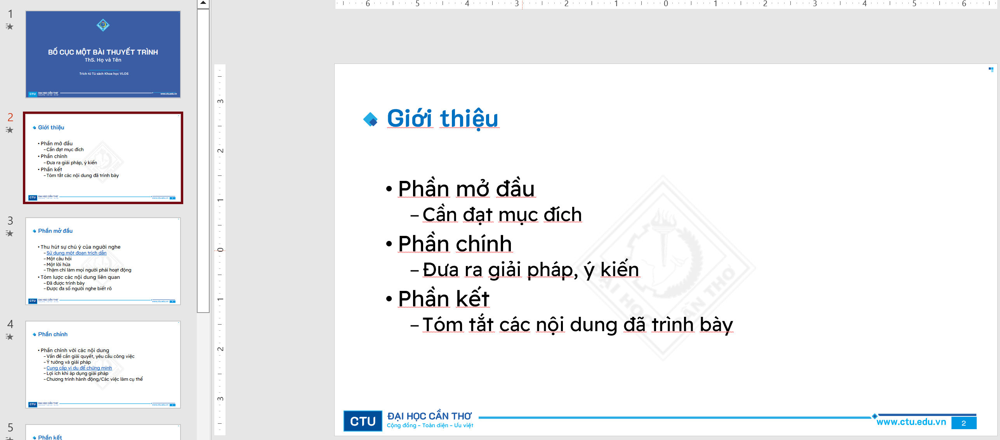 1
BỐ CỤC MỘT BÀI THUYẾT TRÌNH
ThS. Họ và Tên
Trích từ Tủ sách Khoa học VLOS
CTU ĐẠI HỌC CẦN THƠ
www.ctu.edu.vn
2
Giới thiệu
• Phần mở đầu
– Cần đạt mục đích
• Phần chính
– Đưa ra giải pháp, ý kiến
• Phần kết
– Tóm tắt các nội dung đã trình bày
CTU ĐẠI HỌC CẦN THƠ
www.ctu.edu.vn 2
3
Phần mở đầu
• Thu hút sự chú ý của người nghe
– Sử dụng một đoạn trích dẫn
– Một câu hỏi
– Một lời hứa
– Thậm chí làm mọi người phải hoạt động
• Tóm lược các nội dung liên quan
– Đã được trình bày
– Được đa số người nghe biết rõ
CTU ĐẠI HỌC CẦN THƠ
www.ctu.edu.vn 3
4
Phần chính
• Phần chính với các nội dung
– Vấn đề cần giải quyết, yêu cầu công việc
– Ý tưởng và giải pháp
– Cung cấp ví dụ để chứng minh
– Lợi ích khi áp dụng giải pháp
– Chương trình hành động/Các việc làm cụ thể
CTU ĐẠI HỌC CẦN THƠ
www.ctu.edu.vn 4
5
Phần kết
6 5 4 3 2 1 0 1 2 3 4 5 6
3
2
1
0
1
2
3
Giới thiệu
• Phần mở đầu
– Cần đạt mục đích
• Phần chính
– Đưa ra giải pháp, ý kiến
• Phần kết
– Tóm tắt các nội dung đã trình bày
ĐẠI HỌC CẦN THƠ
CTU ĐẠI HỌC CẦN THƠ
Cộng đồng – Toàn diện – Ưu việt
www.ctu.edu.vn 2